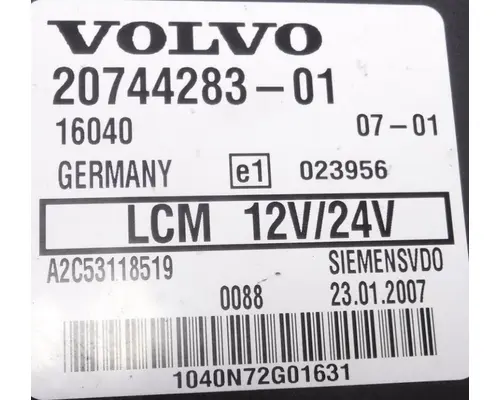 VOLVO
20744283-01
16040 07-01
GERMANY e1 023956
LCM 12V/24V
A2C53118519 SIEMENSVDO
0088 23.01.2007
1040N72G01631